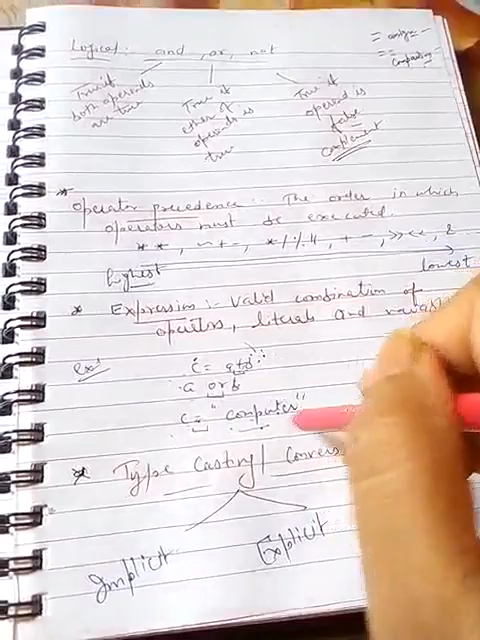 Logical: and, or, not
= assign
== Comparing
True if both operands are true
True if either of operands is true
True if operand is false
Complement
* operator precedence :- The order in which
operators must be executed.
**, ~+-, */%//, +-, >><<, &
highest
lowest
* Expression :- Valid combination of
operators, literals and
ex:
c = a+b
a or b
c = "Computer"
* Type Casting/ Convers
Implicit
Explicit